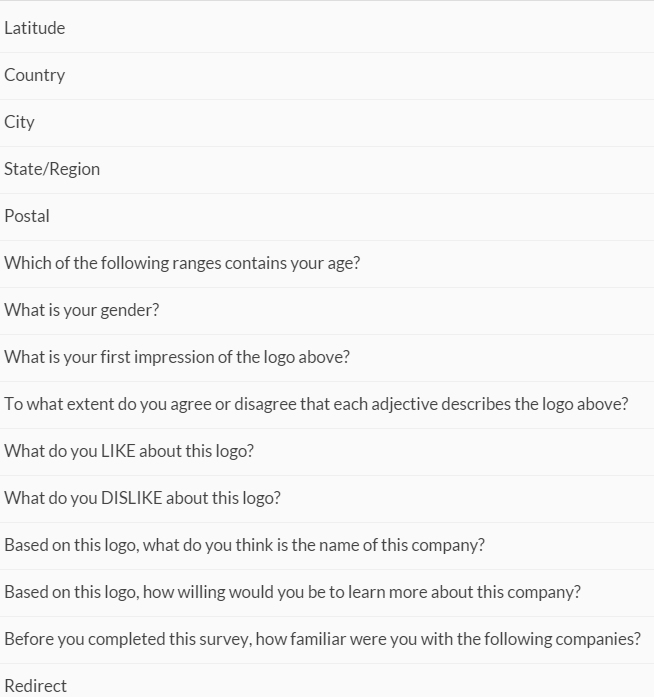 Latitude
Country
City
State/Region
Postal
Which of the following ranges contains your age?
What is your gender?
What is your first impression of the logo above?
To what extent do you agree or disagree that each adjective describes the logo above?
What do you LIKE about this logo?
What do you DISLIKE about this logo?
Based on this logo, what do you think is the name of this company?
Based on this logo, how willing would you be to learn more about this company?
Before you completed this survey, how familiar were you with the following companies?
Redirect